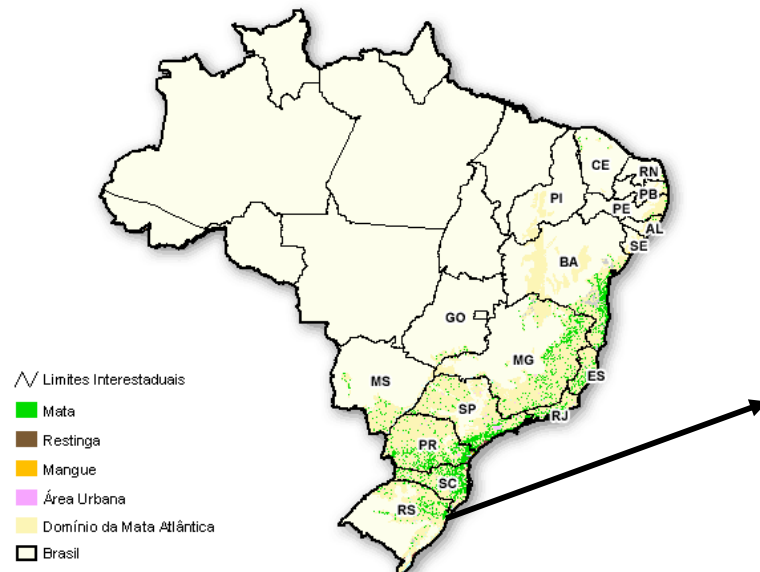 CE
RN
PB
PI
PE
AL
SE
BA
GO
MG
ES
MS
SP
RJ
PR
SC
RS
Limites Interestaduais
Mata
Restinga
Mangue
Área Urbana
Domínio da Mata Atlântica
Brasil